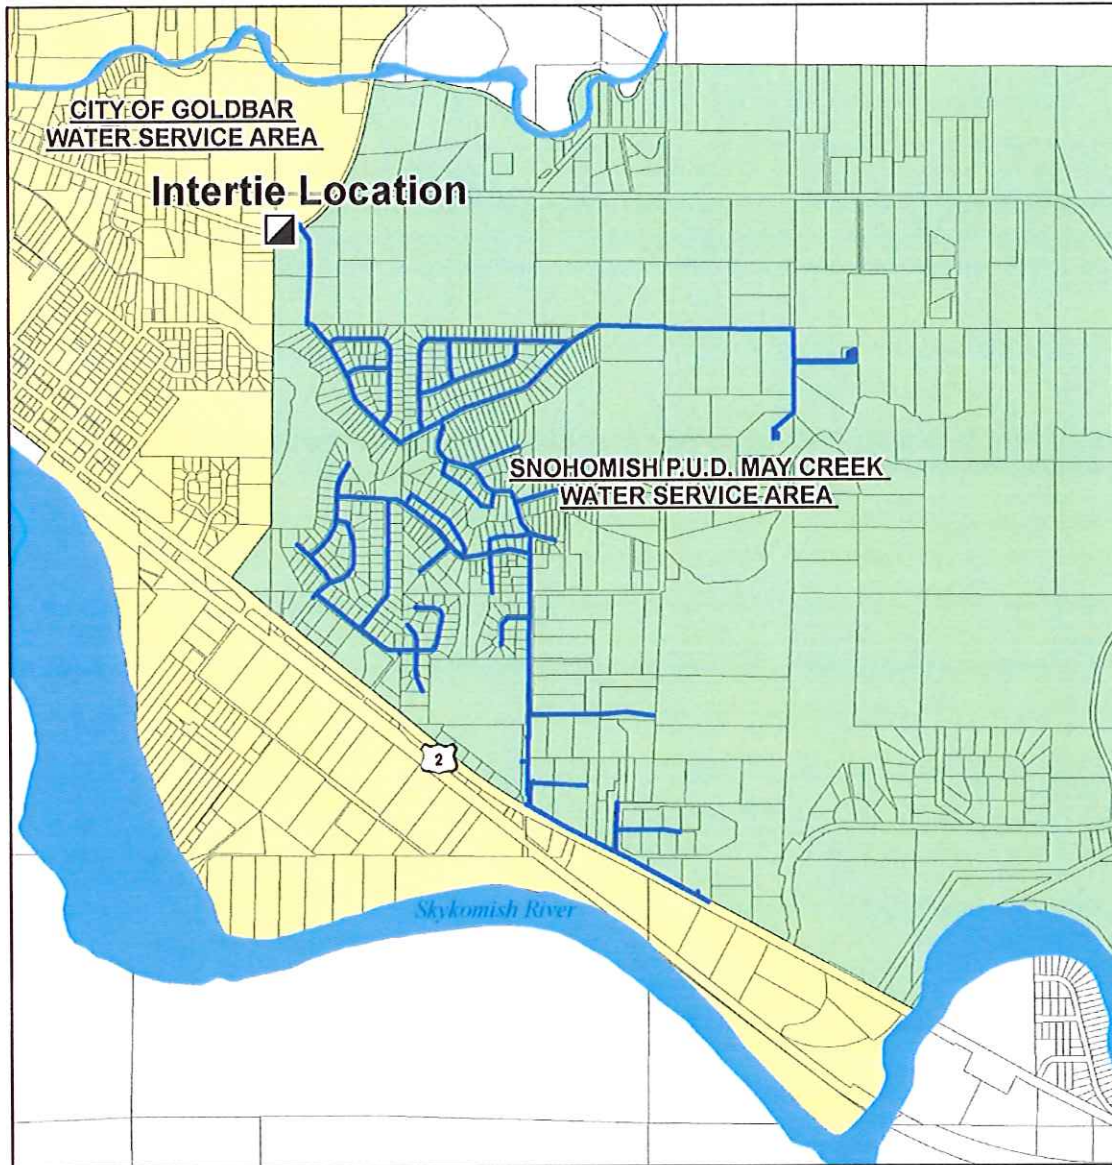 CITY OF GOLDBAR
WATER SERVICE AREA
Intertie Location
SNOHOMISH P.U.D. MAY CREEK
WATER SERVICE AREA
2
Skykomish River